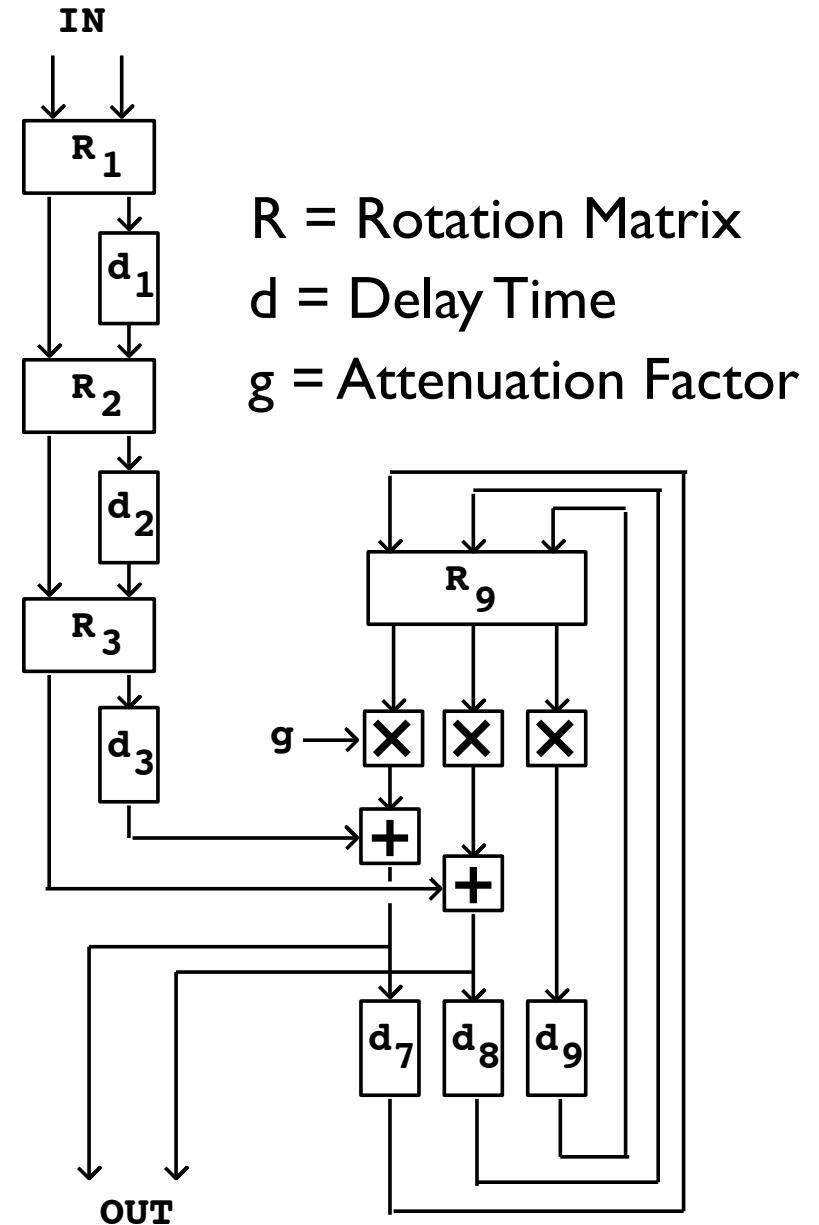 IN
R1
R = Rotation Matrix
d1
d = Delay Time
g = Attenuation Factor
R2
d2
R9
R3
g
×
×
×
d3
+
+
d7 d8 d9
OUT